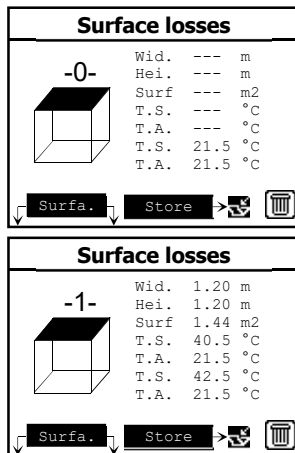 Surface losses
-0-
Wid. --- m
Hei. --- m
Surf --- m2
T.S. --- °C
T.A. --- °C
T.S. 21.5 °C
T.A. 21.5 °C
Surfa. Store
Surface losses
-1-
Wid. 1.20 m
Hei. 1.20 m
Surf 1.44 m2
T.S. 40.5 °C
T.A. 21.5 °C
T.S. 42.5 °C
T.A. 21.5 °C
Surfa. Store